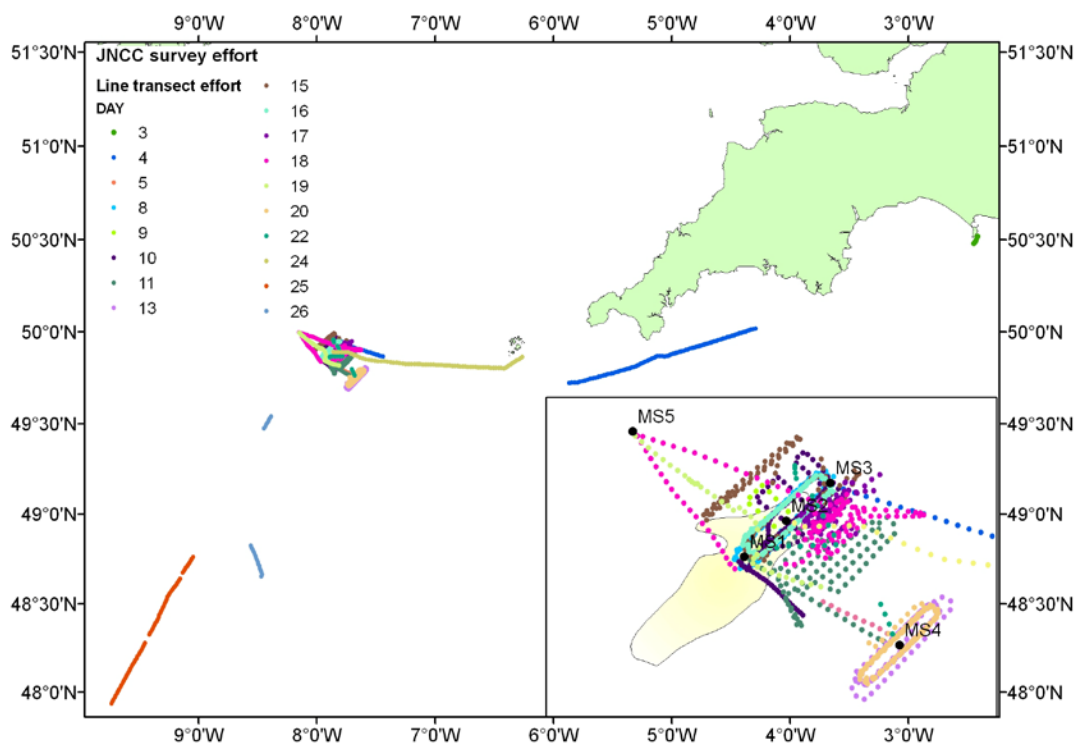 9°0'W 8°0'W 7°0'W 6°0'W 5°0'W 4°0'W 3°0'W
51°30'N 51°30'N
JNCC survey effort
Line transect effort
DAY
3
4
5
8
9
10
11
13
15
16
17
18
19
20
22
24
25
26
51°0'N 51°0'N
50°30'N 50°30'N
50°0'N 50°0'N
49°30'N 49°30'N
49°0'N 49°0'N
48°30'N 48°30'N
48°0'N 48°0'N
MS5
MS3
MS2
MS1
MS4
9°0'W 8°0'W 7°0'W 6°0'W 5°0'W 4°0'W 3°0'W